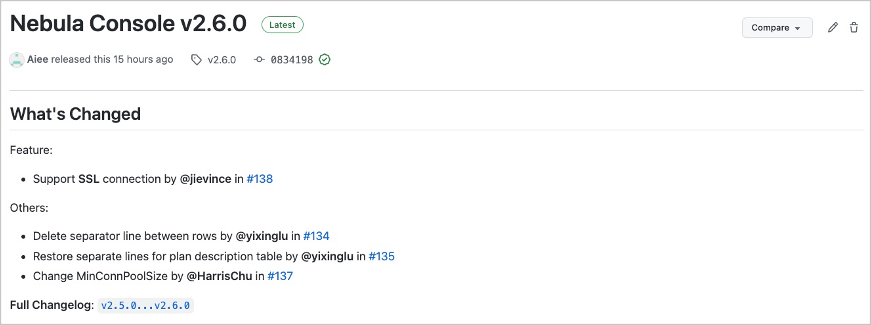 Nebula Console v2.6.0 Latest Compare
Aiee released this 15 hours ago v2.6.0 0834198
What's Changed
Feature:
• Support SSL connection by @jievince in #138
Others:
• Delete separator line between rows by @yixinglu in #134
• Restore separate lines for plan description table by @yixinglu in #135
• Change MinConnPoolSize by @HarrisChu in #137
Full Changelog: v2.5.0...v2.6.0